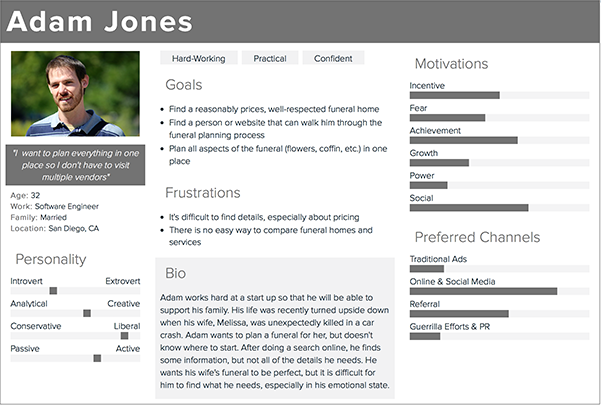 Adam Jones
"I want to plan everything in one
place so I don't have to visit
multiple vendors"
Age: 32
Work: Software Engineer
Family: Married
Location: San Diego, CA
Personality
Introvert Extrovert
Analytical Creative
Conservative Liberal
Passive Active
Hard-Working Practical Confident
Goals
• Find a reasonably prices, well-respected funeral home
• Find a person or website that can walk him through the
funeral planning process
• Plan all aspects of the funeral (flowers, coffin, etc.) in one
place
Frustrations
• It's difficult to find details, especially about pricing
• There is no easy way to compare funeral homes and
services
Bio
Adam works hard at a start up so that he will be able to
support his family. His life was recently turned upside down
when his wife, Melissa, was unexpectedly killed in a car
crash. Adam wants to plan a funeral for her, but doesn't
know where to start. After doing a search online, he finds
some information, but not all of the details he needs. He
wants his wife's funeral to be perfect, but it is difficult for
him to find what he needs, especially in his emotional state.
Motivations
Incentive
Fear
Achievement
Growth
Power
Social
Preferred Channels
Traditional Ads
Online & Social Media
Referral
Guerrilla Efforts & PR